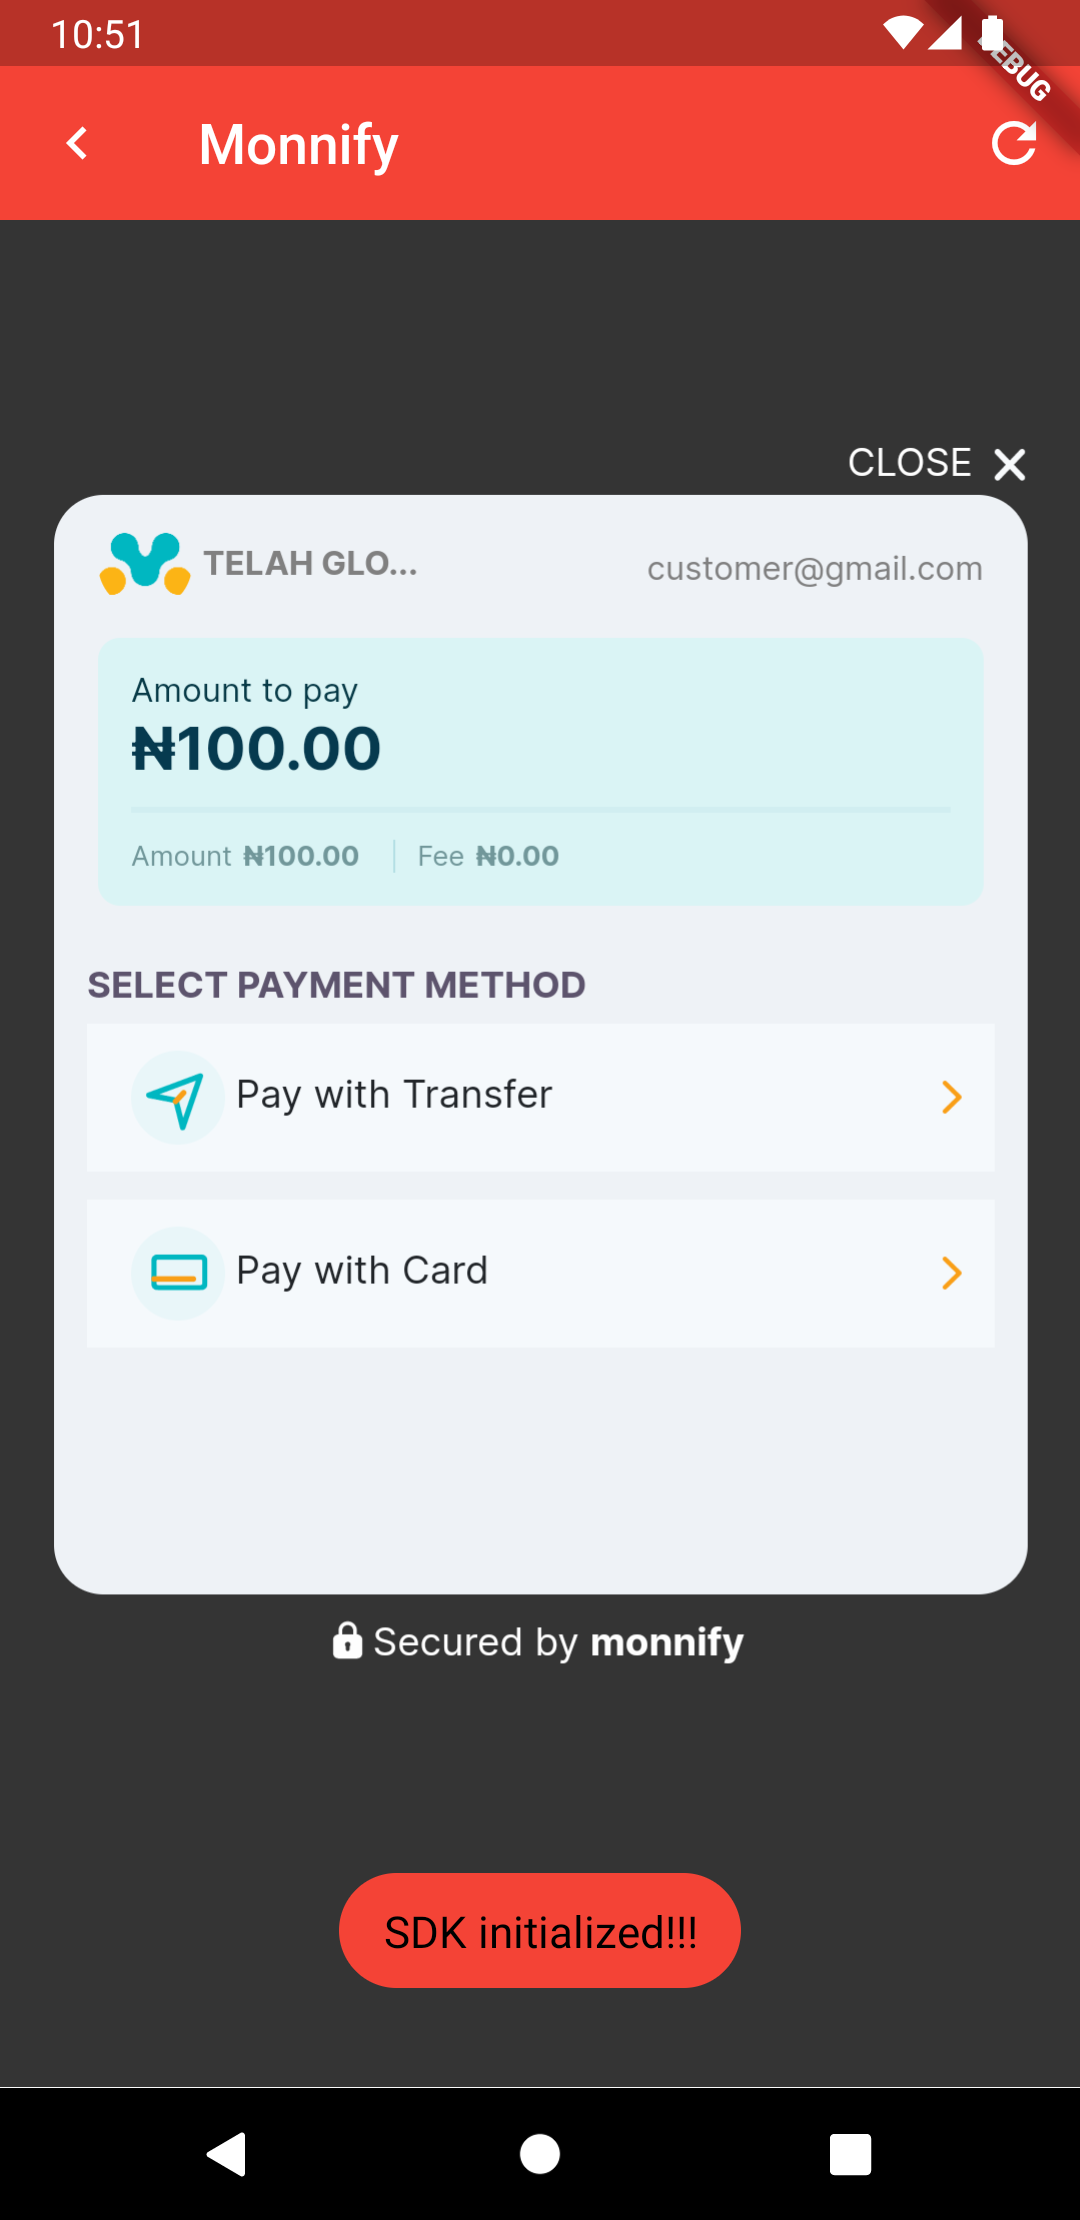 10:51
Monnify
CLOSE
TELAH GLO...
customer@gmail.com
Amount to pay
₦100.00
Amount ₦100.00
Fee ₦0.00
SELECT PAYMENT METHOD
Pay with Transfer
Pay with Card
Secured by monnify
SDK initialized!!!